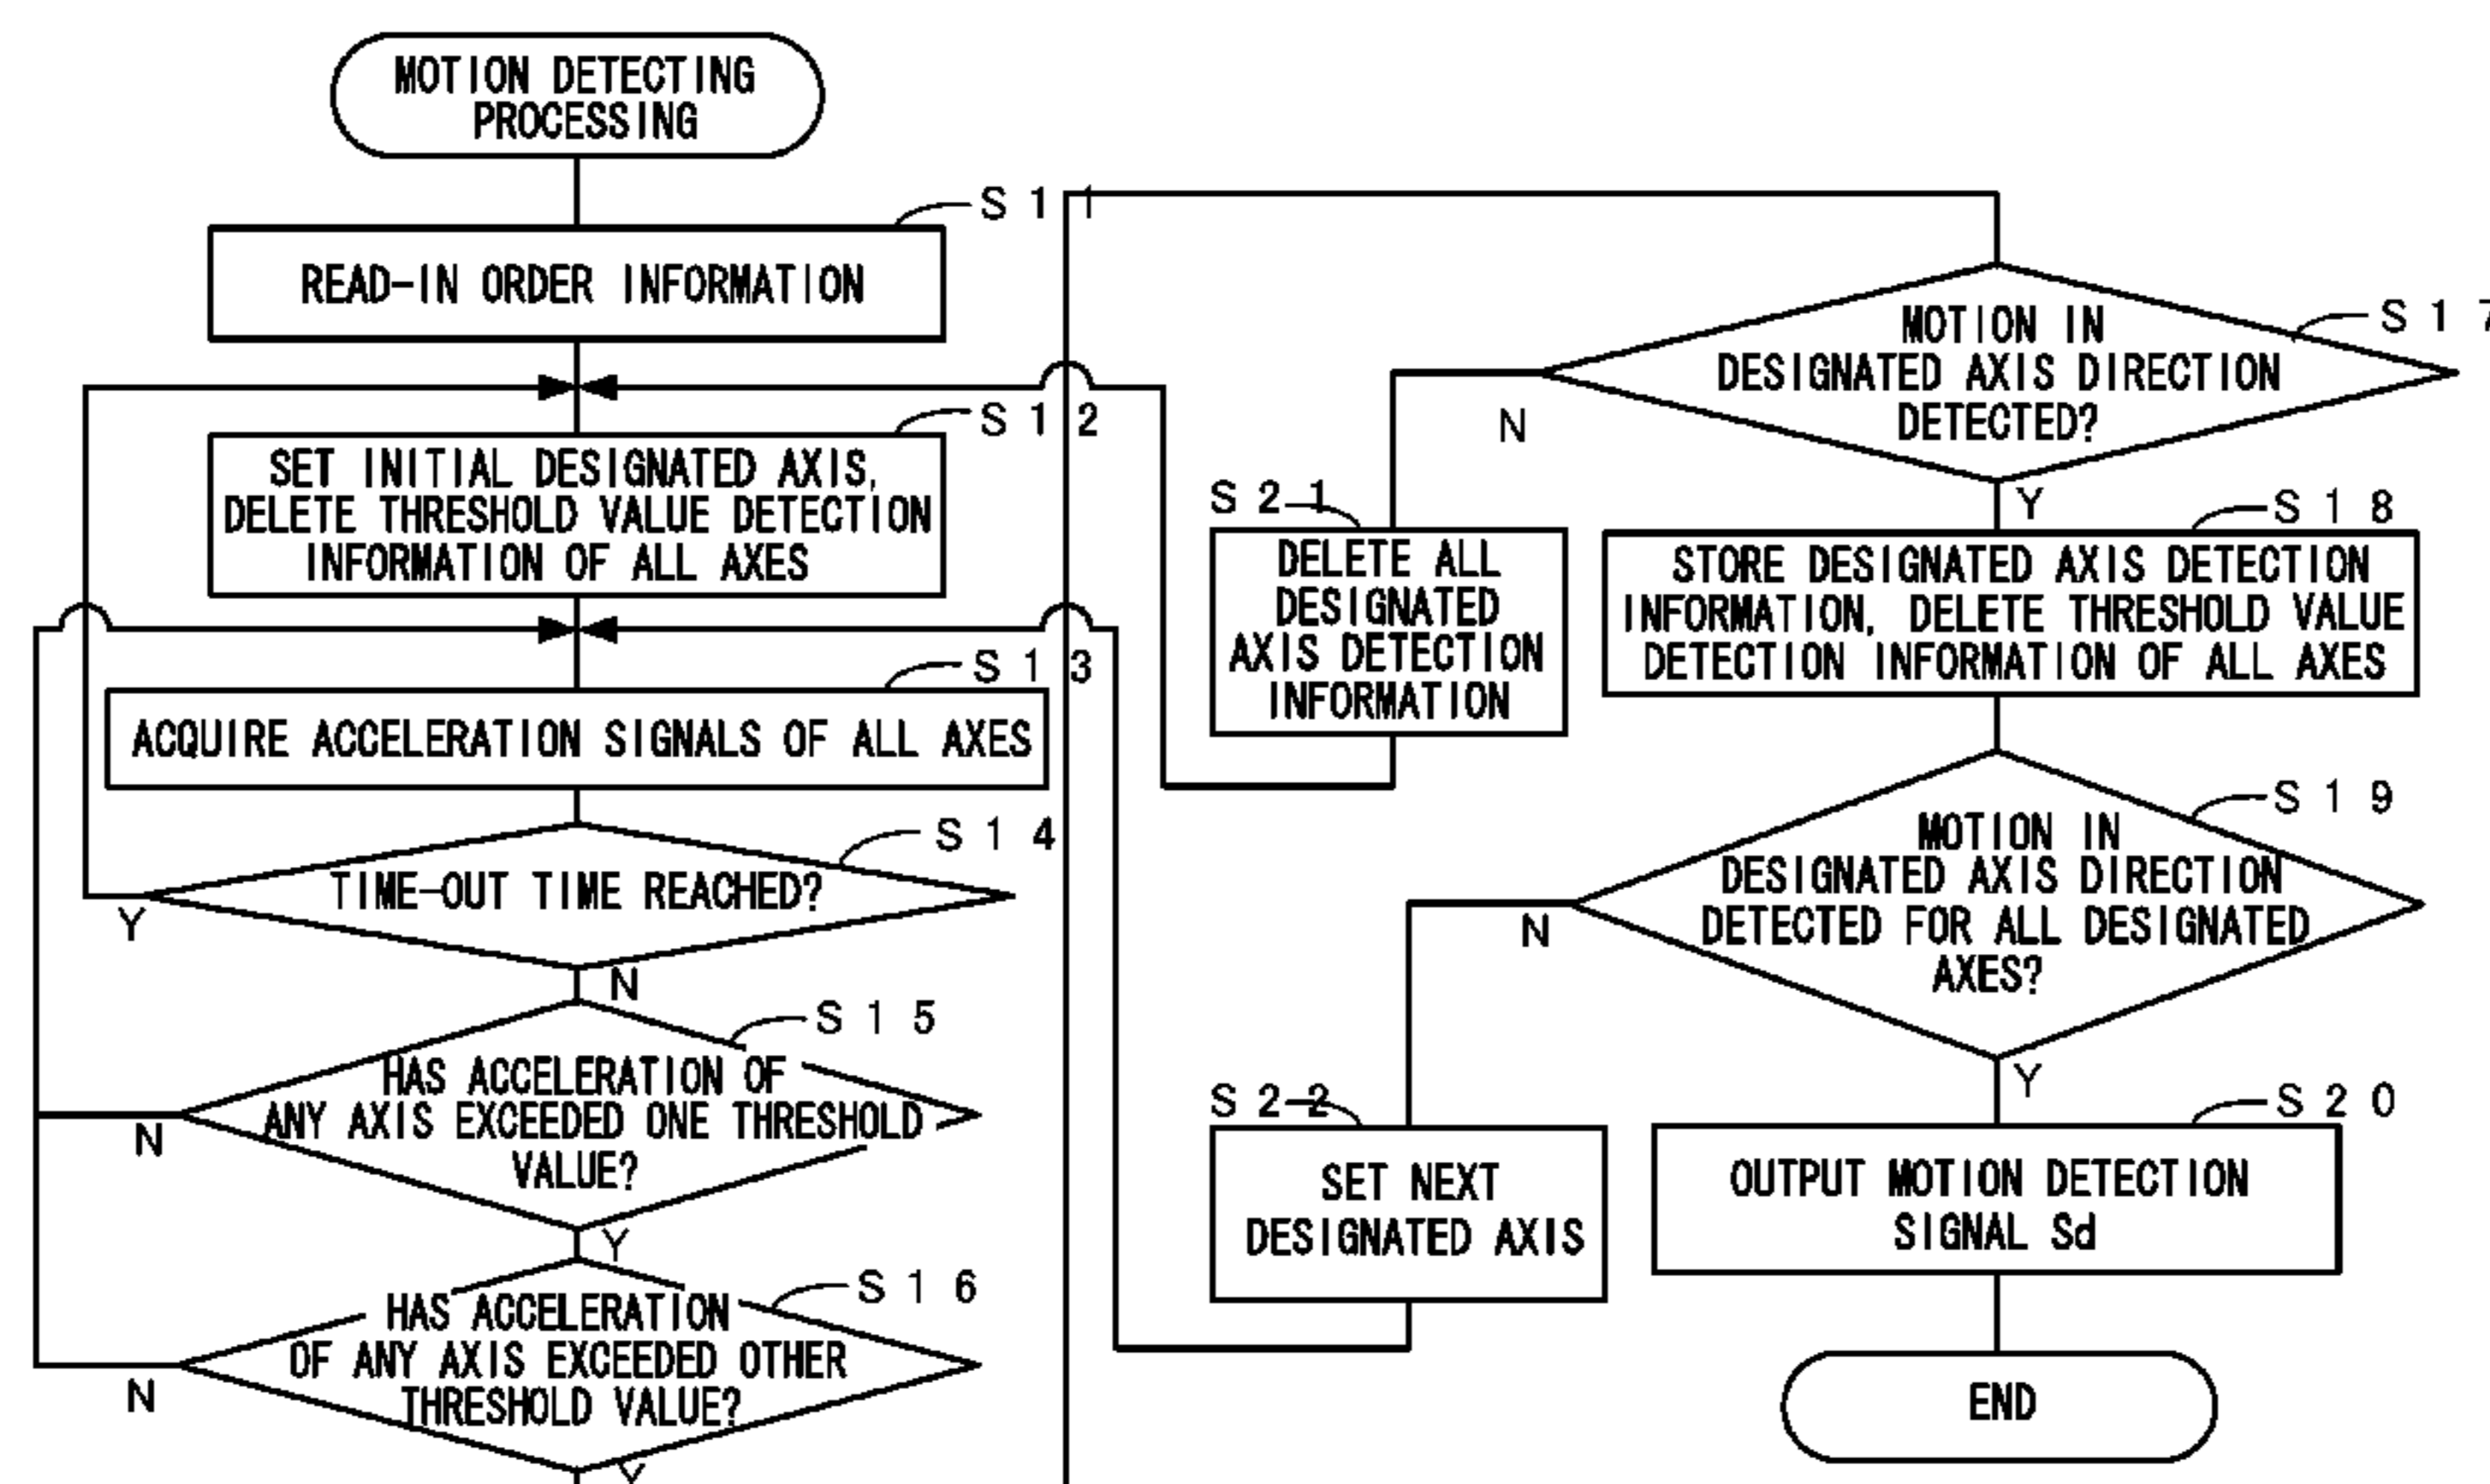 MOTION DETECTING
PROCESSING
S11
READ-IN ORDER INFORMATION
S12
SET INITIAL DESIGNATED AXIS,
DELETE THRESHOLD VALUE DETECTION
INFORMATION OF ALL AXES
S13
ACQUIRE ACCELERATION SIGNALS OF ALL AXES
S14
TIME-OUT TIME REACHED?
Y
N
S15
HAS ACCELERATION OF
ANY AXIS EXCEEDED ONE THRESHOLD
VALUE?
N
Y
S16
HAS ACCELERATION
OF ANY AXIS EXCEEDED OTHER
THRESHOLD VALUE?
N
Y
S17
MOTION IN
DESIGNATED AXIS DIRECTION
DETECTED?
N
Y
S21
DELETE ALL
DESIGNATED
AXIS DETECTION
INFORMATION
S18
STORE DESIGNATED AXIS DETECTION
INFORMATION, DELETE THRESHOLD VALUE
DETECTION INFORMATION OF ALL AXES
S19
MOTION IN
DESIGNATED AXIS DIRECTION
DETECTED FOR ALL DESIGNATED
AXES?
N
Y
S22
SET NEXT
DESIGNATED AXIS
S20
OUTPUT MOTION DETECTION
SIGNAL Sd
END